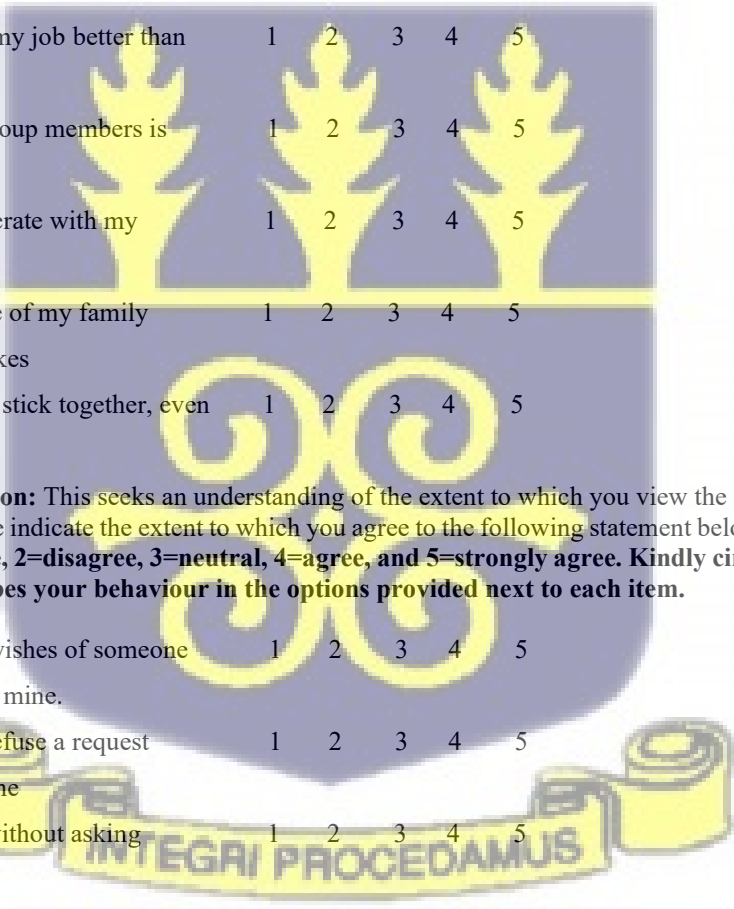 my job better than 1 2 3 4 5
oup members is 1 2 3 4 5
erate with my 1 2 3 4 5
of my family 1 2 3 4 5
kes
stick together, even 1 2 3 4 5
on: This seeks an understanding of the extent to which you view the
indicate the extent to which you agree to the following statement belo
, 2=disagree, 3=neutral, 4=agree, and 5=strongly agree. Kindly cir
bes your behaviour in the options provided next to each item.
wishes of someone 1 2 3 4 5
mine.
efuse a request 1 2 3 4 5
ne
without asking 1 2 3 4 5
INTEGRI PROCEDAMUS